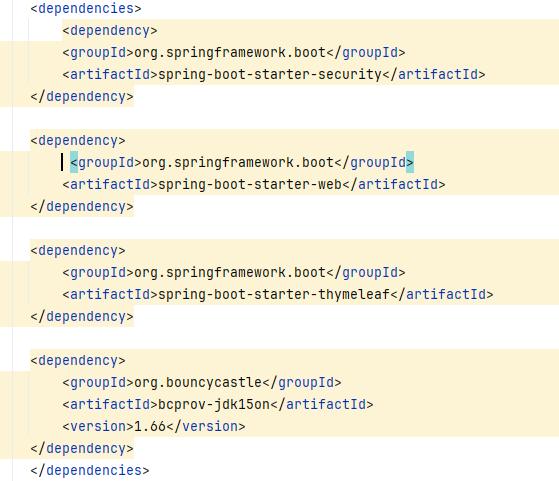 <dependencies>
<dependency>
<groupId>org.springframework.boot</groupId>
<artifactId>spring-boot-starter-security</artifactId>
</dependency>
<dependency>
<groupId>org.springframework.boot</groupId>
<artifactId>spring-boot-starter-web</artifactId>
</dependency>
<dependency>
<groupId>org.springframework.boot</groupId>
<artifactId>spring-boot-starter-thymeleaf</artifactId>
</dependency>
<dependency>
<groupId>org.bouncycastle</groupId>
<artifactId>bcprov-jdk15on</artifactId>
<version>1.66</version>
</dependency>
</dependencies>